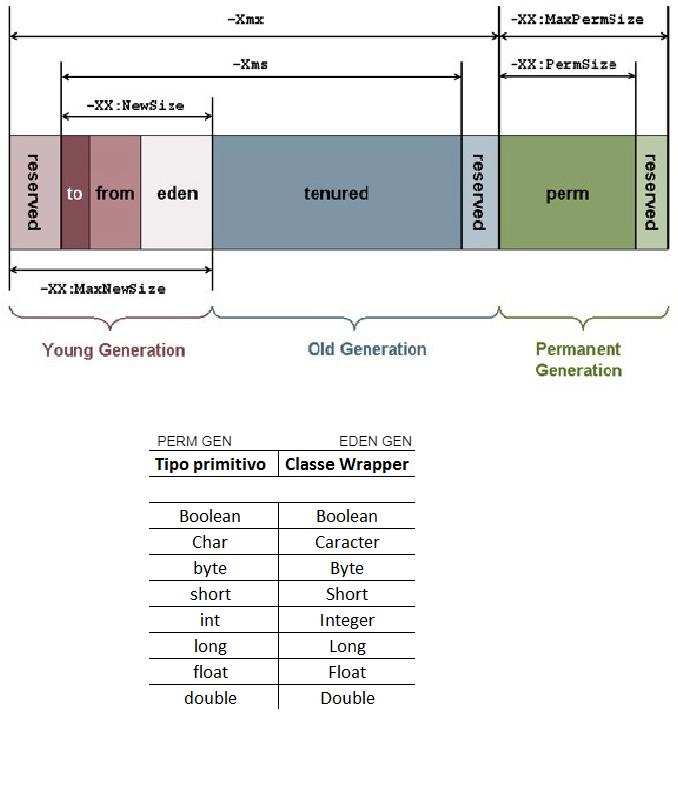 -Xmx
-XX:MaxPermSize
-Xms
-XX:PermSize
-XX:NewSize
reserved
to
from
eden
tenured
reserved
perm
reserved
-XX:MaxNewSize
Young Generation
Old Generation
Permanent
Generation
PERM GEN EDEN GEN
Tipo primitivo Classe Wrapper
Boolean Boolean
Char Caracter
byte Byte
short Short
int Integer
long Long
float Float
double Double